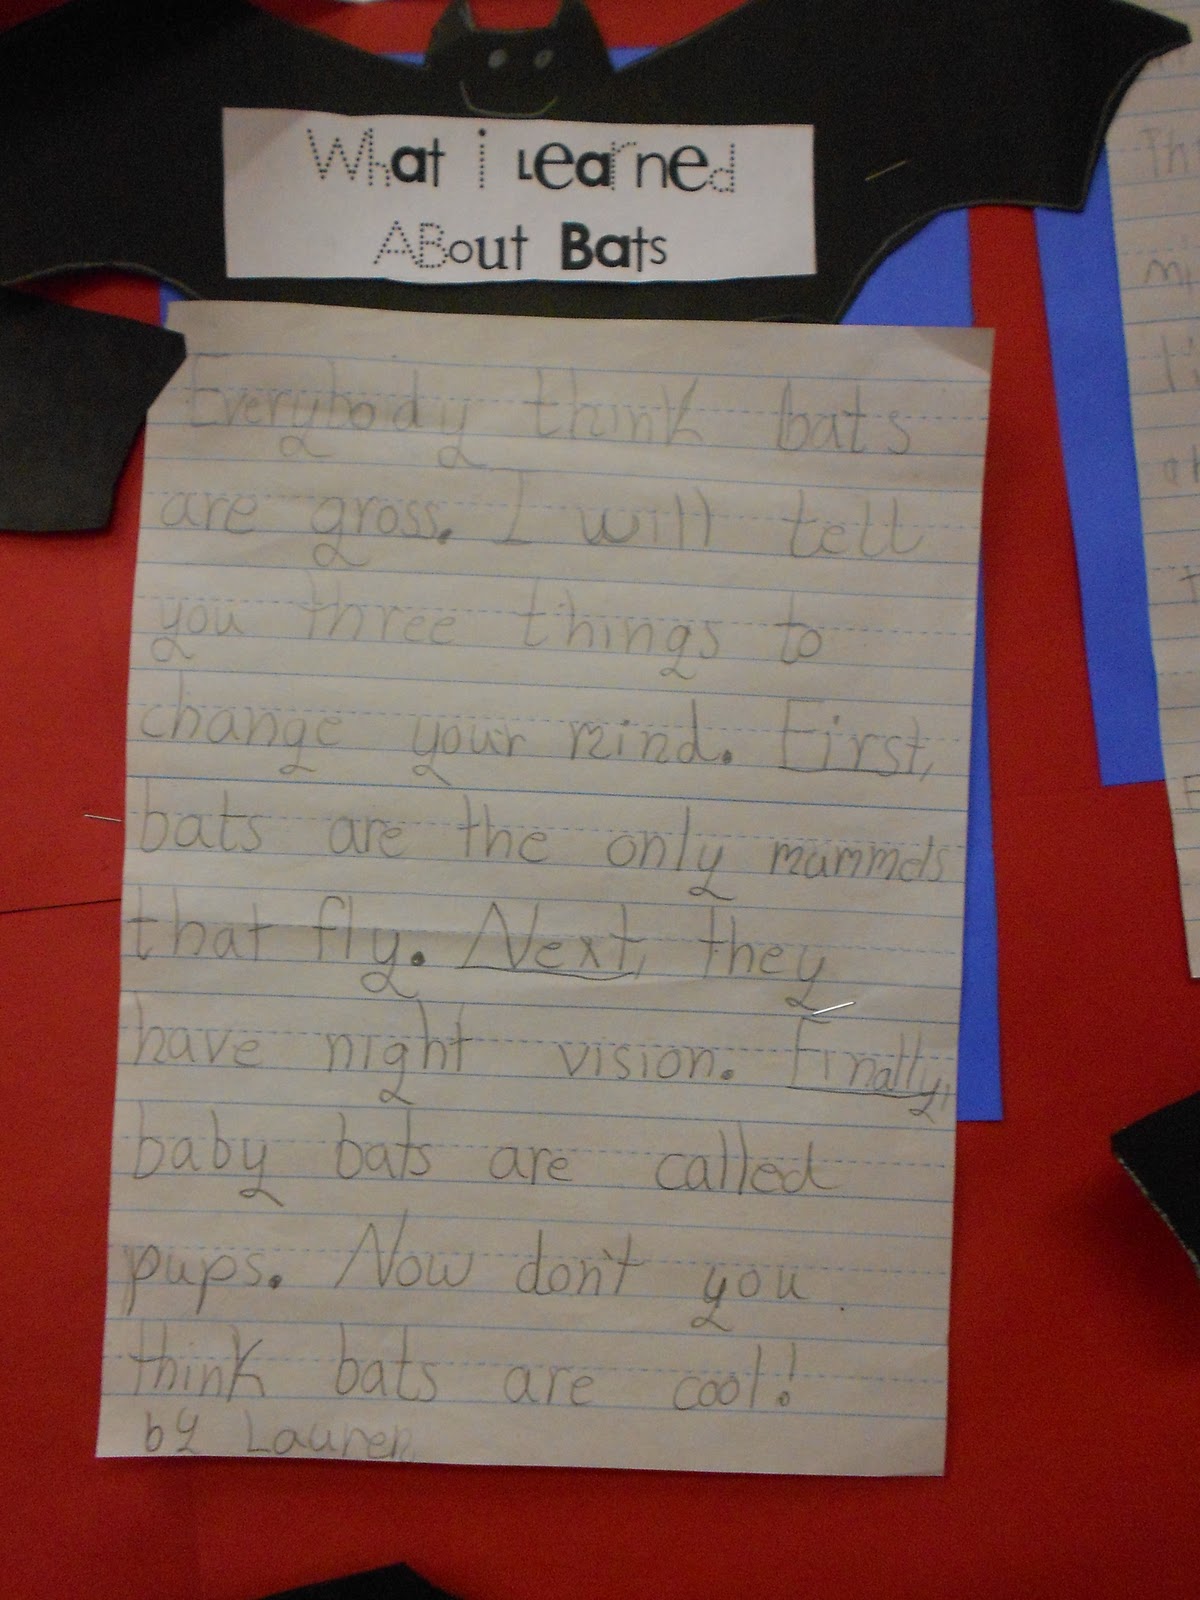 What i Learned
About Bats
Everybody think bats
are gross. I will tell
you three things to
change your mind. First,
bats are the only mammels
that fly. Next, they
have night vision. Finally,
baby bats are called
pups. Now don't you
think bats are cool!
by Lauren